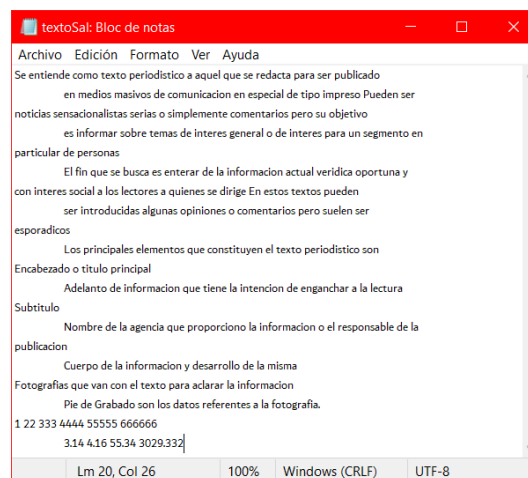 textoSal: Bloc de notas
Archivo Edición Formato Ver Ayuda
Se entiende como texto periodistico a aquel que se redacta para ser publicado
en medios masivos de comunicacion en especial de tipo impreso Pueden ser
noticias sensacionalistas serias o simplemente comentarios pero su objetivo
es informar sobre temas de interes general o de interes para un segmento en
particular de personas
El fin que se busca es enterar de la informacion actual veridica oportuna y
con interes social a los lectores a quienes se dirige En estos textos pueden
ser introducidas algunas opiniones o comentarios pero suelen ser
esporadicos
Los principales elementos que constituyen el texto periodistico son
Encabezado o titulo principal
Adelanto de informacion que tiene la intencion de enganchar a la lectura
Subtitulo
Nombre de la agencia que proporciono la informacion o el responsable de la
publicacion
Cuerpo de la informacion y desarrollo de la misma
Fotografias que van con el texto para aclarar la informacion
Pie de Grabado son los datos referentes a la fotografia.
1 22 333 4444 55555 666666
3.14 4.16 55.34 3029.332
Lm 20, Col 26 100% Windows (CRLF) UTF-8